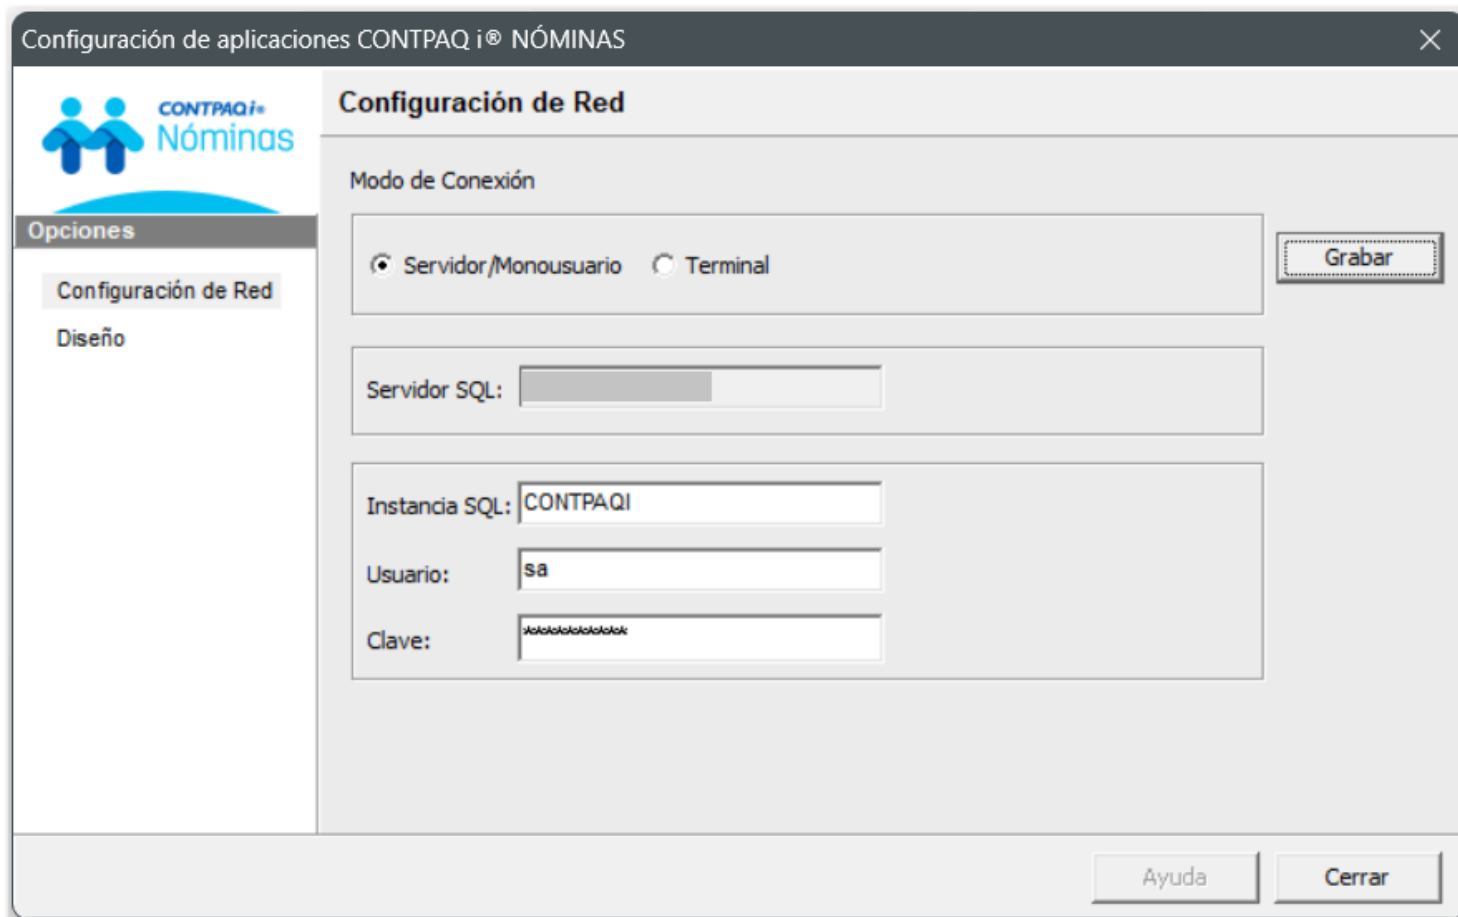 Configuración de aplicaciones CONTPAQ i® NÓMINAS
CONTPAQi®
Nóminas
Opciones
Configuración de Red
Diseño
Configuración de Red
Modo de Conexión
Servidor/Monousuario
Terminal
Grabar
Servidor SQL:
Instancia SQL: CONTPAQI
Usuario: sa
Clave: **********
Ayuda
Cerrar